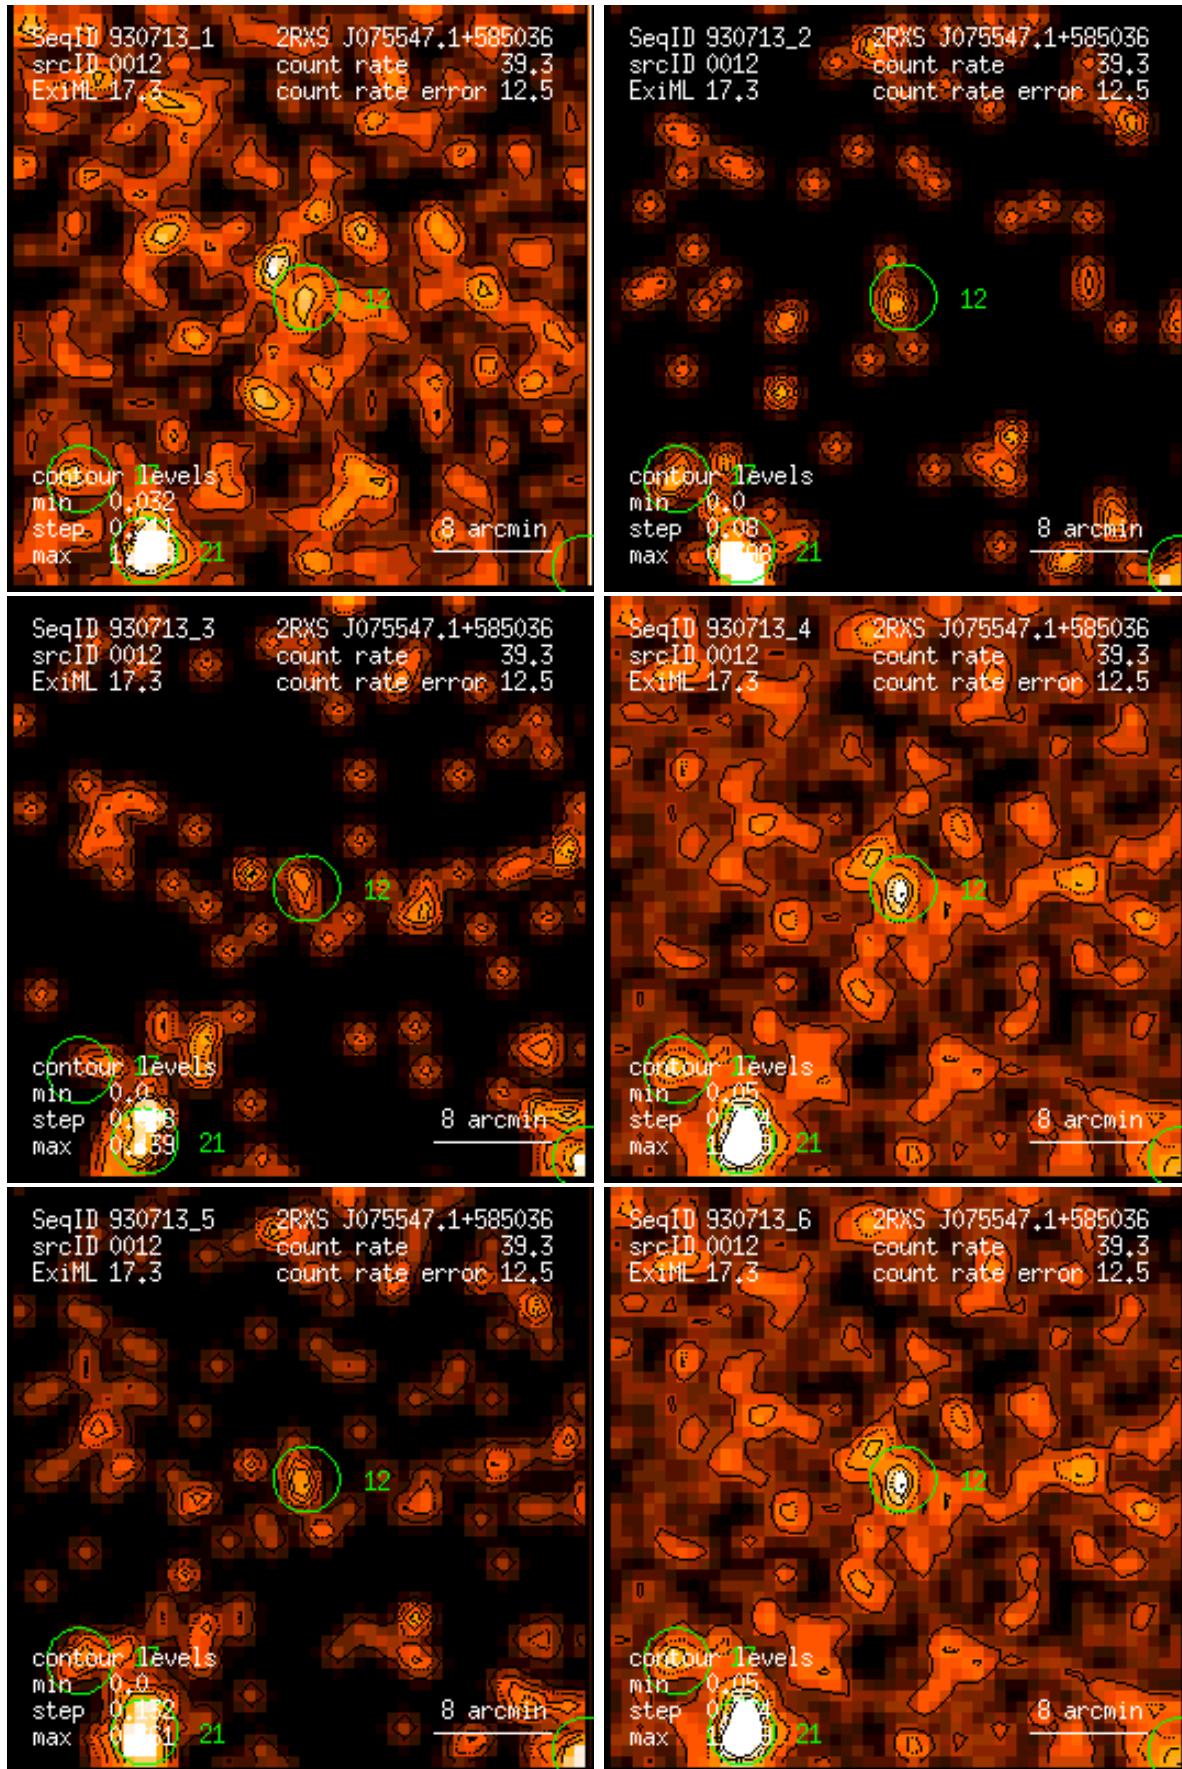 SeqID 930713_1 2RXS J075547.1+585036
srcID 0012 count rate 39.3
ExiML 17.3 count rate error 12.5
12
contour levels
min 0.032
step
max
8 arcmin
21
SeqID 930713_2 2RXS J075547.1+585036
srcID 0012 count rate 39.3
ExiML 17.3 count rate error 12.5
12
contour levels
min 0.0
step 0.08
max
8 arcmin
21
SeqID 930713_3 2RXS J075547.1+585036
srcID 0012 count rate 39.3
ExiML 17.3 count rate error 12.5
12
contour levels
min 0.0
step
max
8 arcmin
21
SeqID 930713_4 2RXS J075547.1+585036
srcID 0012 count rate 39.3
ExiML 17.3 count rate error 12.5
12
contour levels
min 0.05
step
max
8 arcmin
21
SeqID 930713_5 2RXS J075547.1+585036
srcID 0012 count rate 39.3
ExiML 17.3 count rate error 12.5
12
contour levels
min 0.0
step
max
8 arcmin
21
SeqID 930713_6 2RXS J075547.1+585036
srcID 0012 count rate 39.3
ExiML 17.3 count rate error 12.5
12
contour levels
min 0.05
step
max
8 arcmin
21